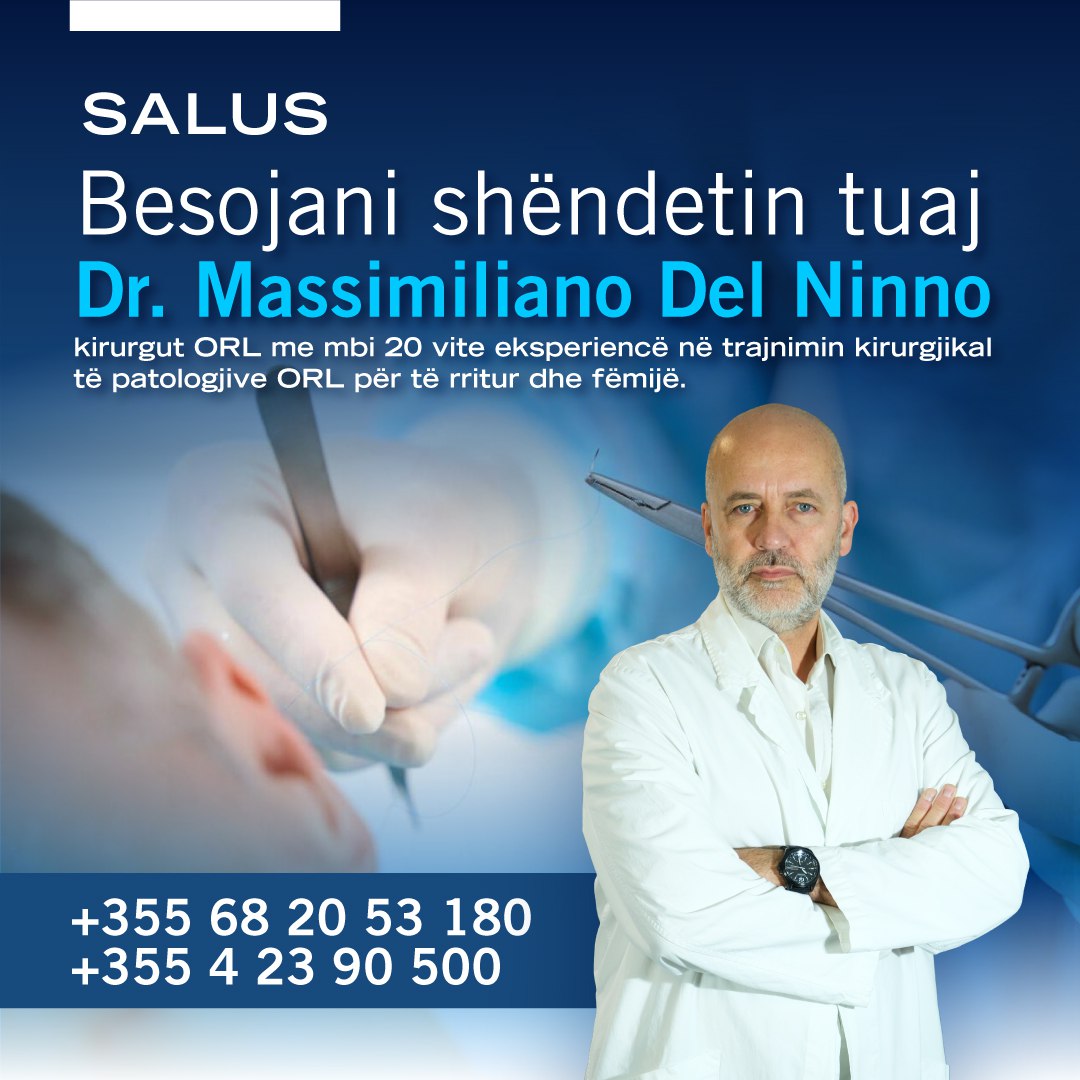 SALUS
Besojani shëndetin tuaj
Dr. Massimiliano Del Ninno
kirurgut ORL me mbi 20 vite eksperiencë në trajnimin kirurgjikal
të patologjive ORL për të rritur dhe fëmijë.
+355 68 20 53 180
+355 4 23 90 500